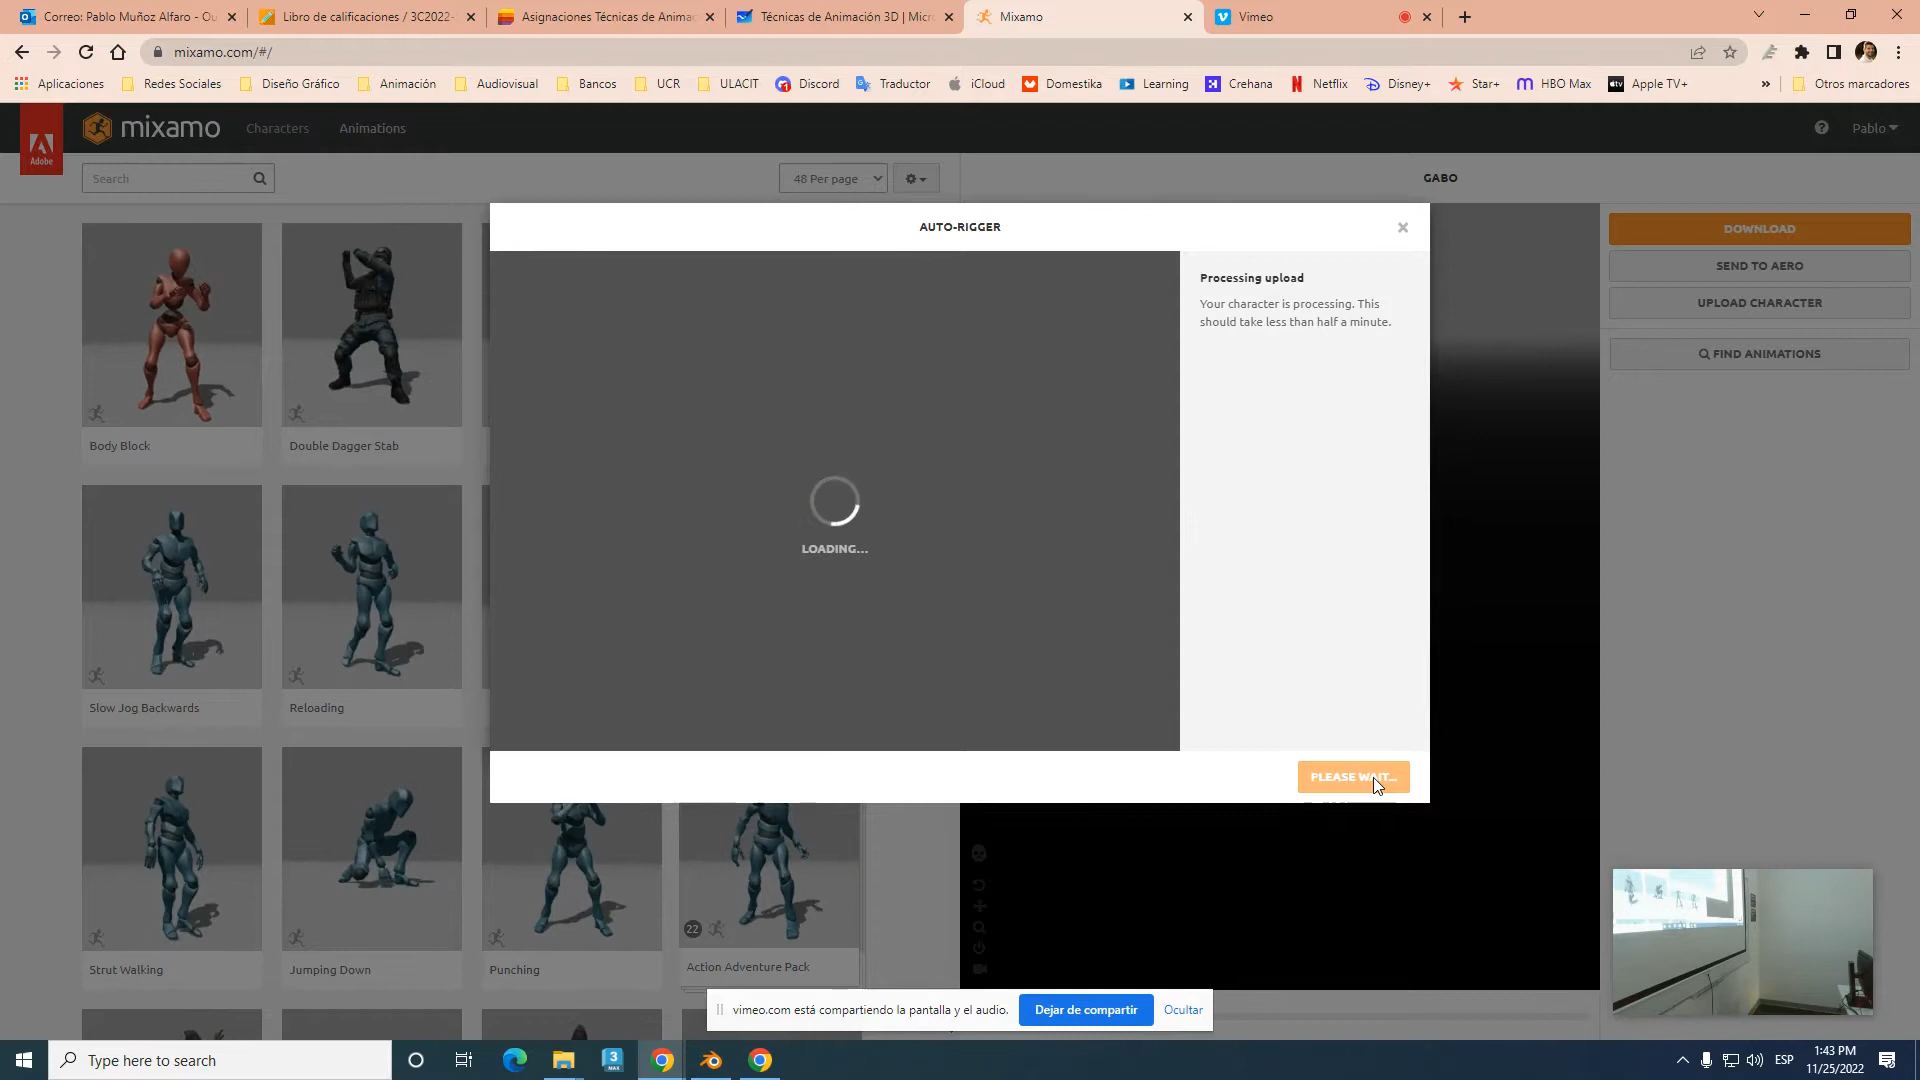 Correo: Pablo Muñoz Alfaro - Ou
Libro de calificaciones / 3C2022-
Asignaciones Técnicas de Anima
Técnicas de Animación 3D | Micr
Mixamo
Vimeo
mixamo.com/#/
Aplicaciones
Redes Sociales
Diseño Gráfico
Animación
Audiovisual
Bancos
UCR
ULACIT
Discord
Traductor
iCloud
Domestika
Learning
Crehana
Netflix
Disney+
Star+
HBO Max
Apple TV+
»
Otros marcadores
Adobe
mixamo
Characters
Animations
Pablo
Search
48 Per page
GABO
AUTO-RIGGER
DOWNLOAD
SEND TO AERO
UPLOAD CHARACTER
FIND ANIMATIONS
Processing upload
Your character is processing. This
should take less than half a minute.
LOADING...
PLEASE WAIT...
Body Block
Double Dagger Stab
Slow Jog Backwards
Reloading
22
Strut Walking
Jumping Down
Punching
Action Adventure Pack
vimeo.com está compartiendo la pantalla y el audio.
Dejar de compartir
Ocultar
Type here to search
3
MAX
ESP
1:43 PM
11/25/2022